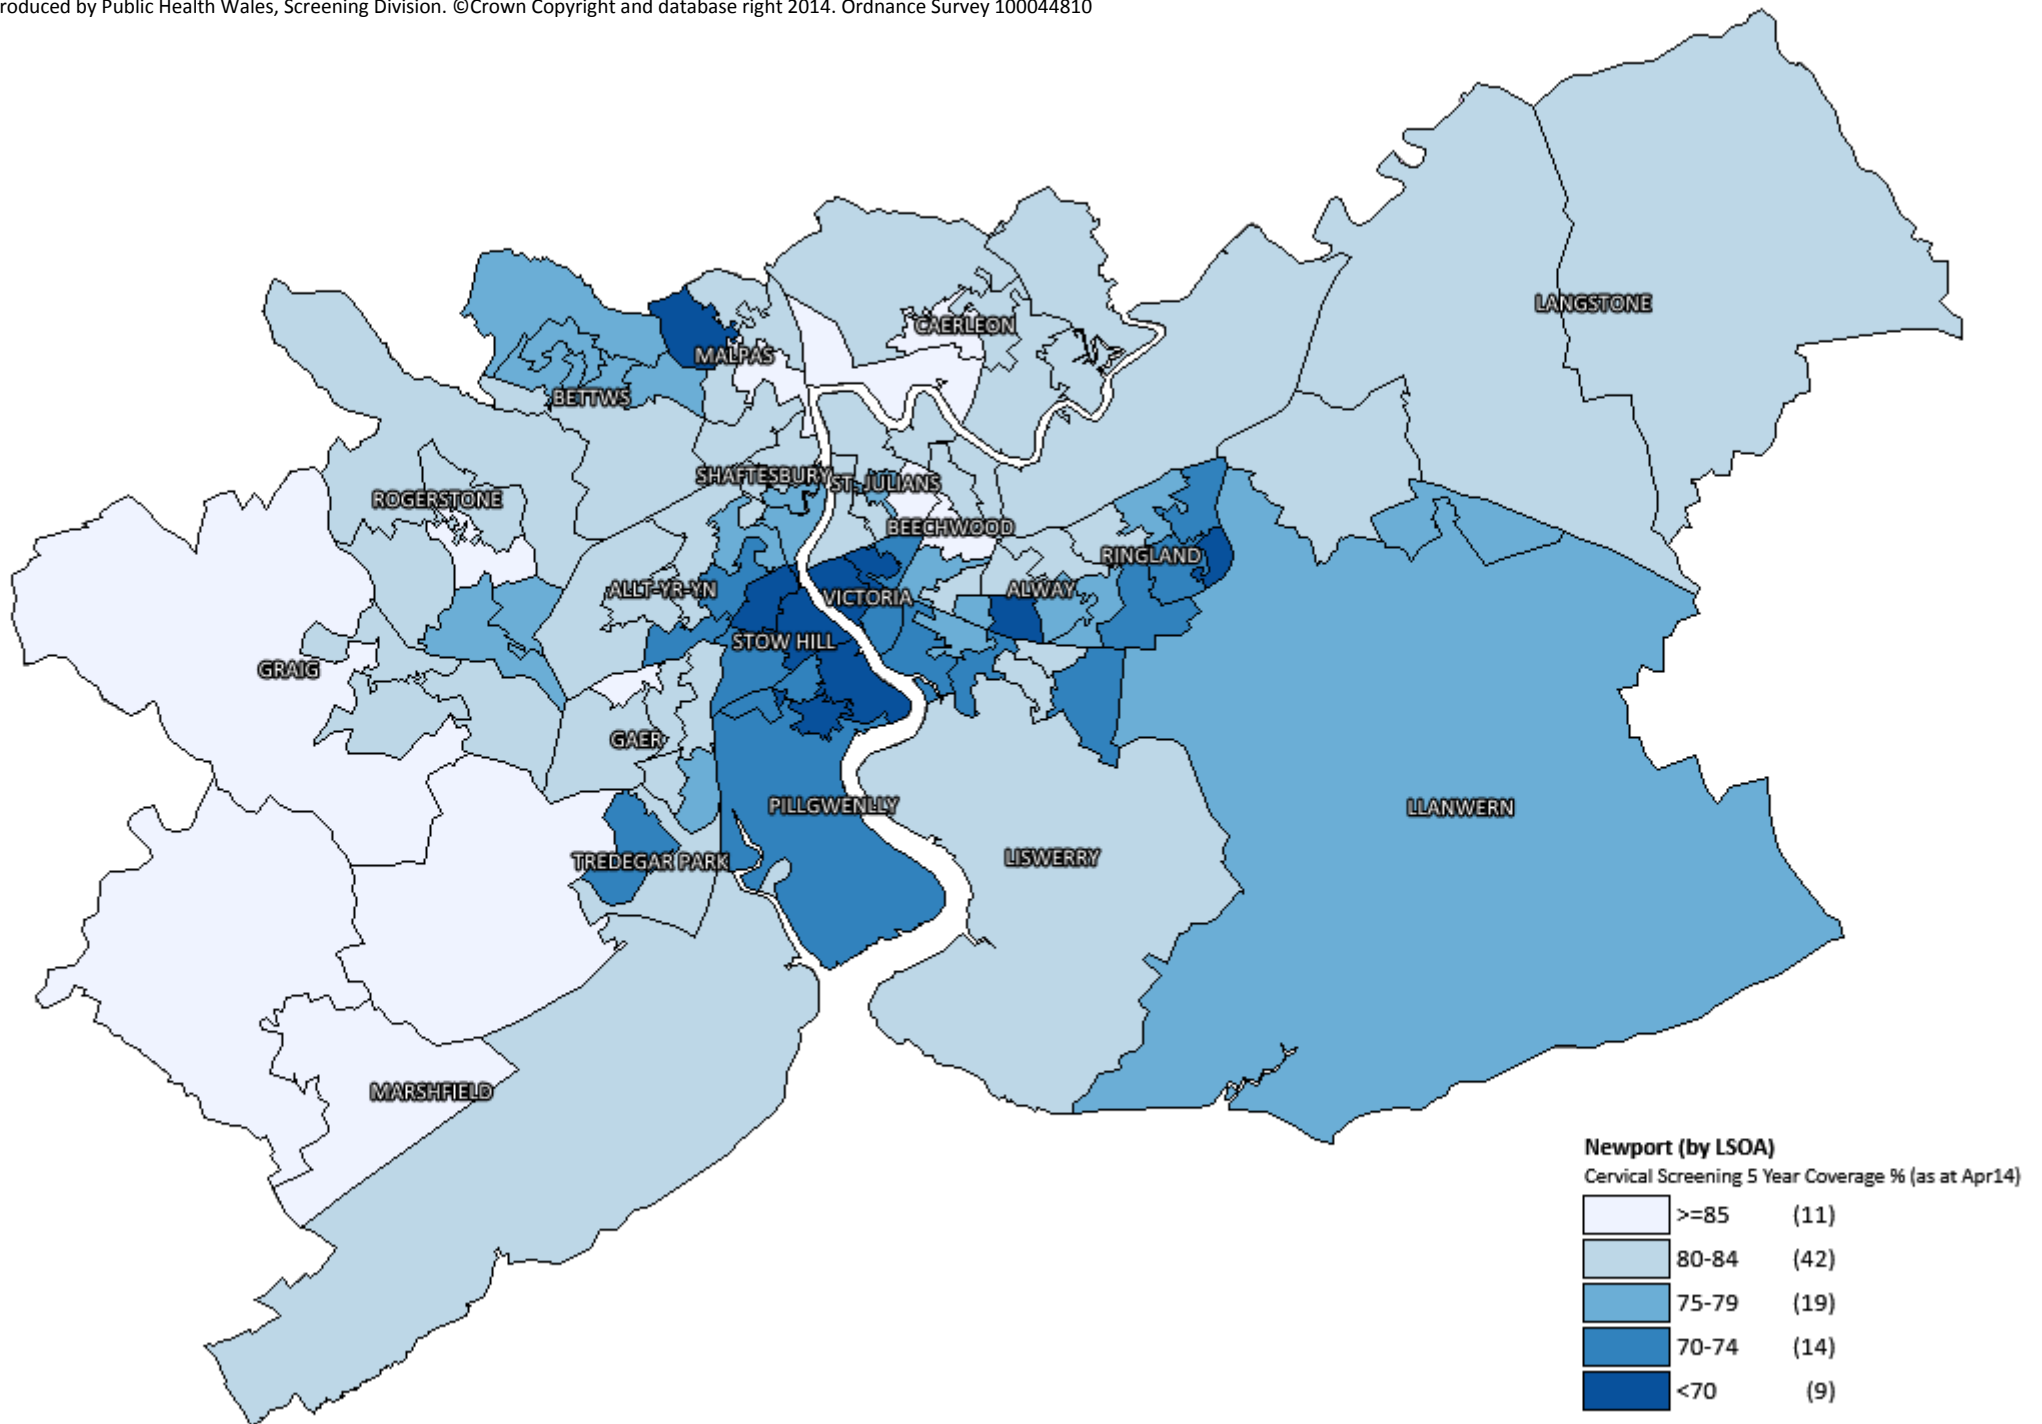 roduced by Public Health Wales, Screening Division. ©Crown Copyright and database right 2014. Ordnance Survey 100044810
LANGSTONE
CAERLEON
MALPAS
BETTWS
SHAFTESBURY
ST JULIANS
ROGERSTONE
BEECHWOOD
RINGLAND
ALLT-YR-YN
ALWAY
VICTORIA
STOW HILL
GRAIG
GAER
PILLGWENLLY
LLANWERN
TREDEGAR PARK
LISWERRY
MARSHFIELD
Newport (by LSOA)
Cervical Screening 5 Year Coverage % (as at Apr14)
>=85 (11)
80-84 (42)
75-79 (19)
70-74 (14)
<70 (9)